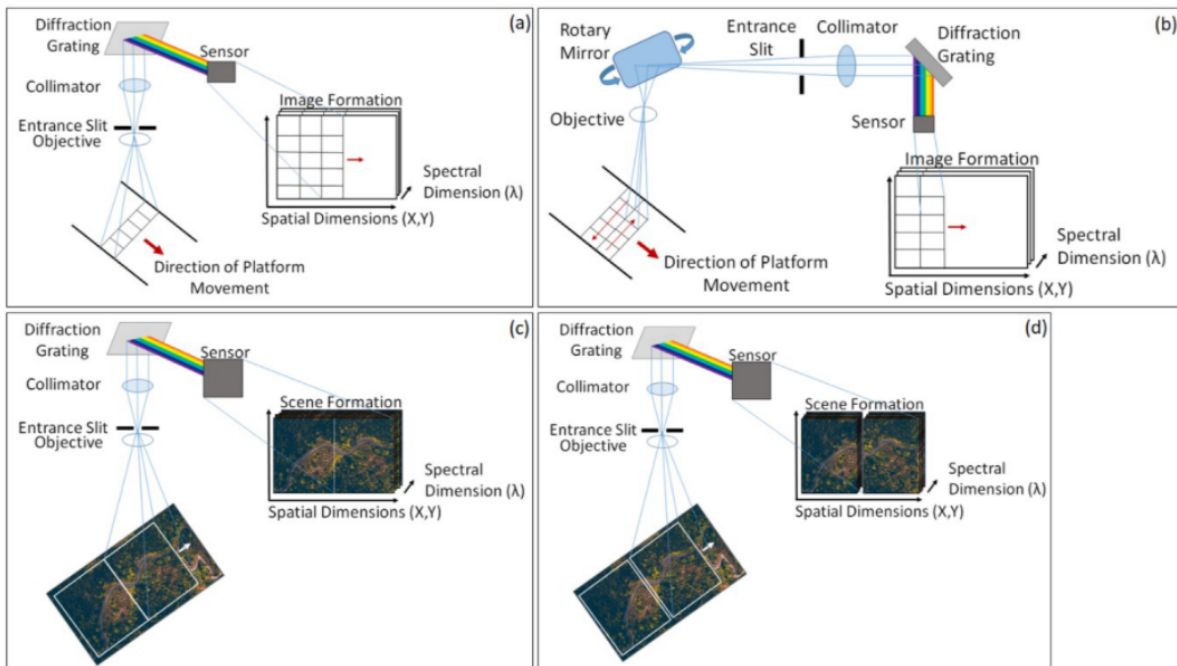 (a)
Diffraction
Grating
Sensor
Collimator
Image Formation
Entrance Slit
Objective
Spectral
Dimension (λ)
Spatial Dimensions (X,Y)
Direction of Platform
Movement
(b)
Rotary
Mirror
Entrance
Slit
Collimator
Diffraction
Grating
Objective
Sensor
Image Formation
Direction of Platform
Movement
Spectral
Dimension (λ)
Spatial Dimensions (X,Y)
(c)
Diffraction
Grating
Sensor
Collimator
Scene Formation
Entrance Slit
Objective
Spectral
Dimension (λ)
Spatial Dimensions (X,Y)
(d)
Diffraction
Grating
Sensor
Collimator
Scene Formation
Entrance Slit
Objective
Spectral
Dimension (λ)
Spatial Dimensions (X,Y)